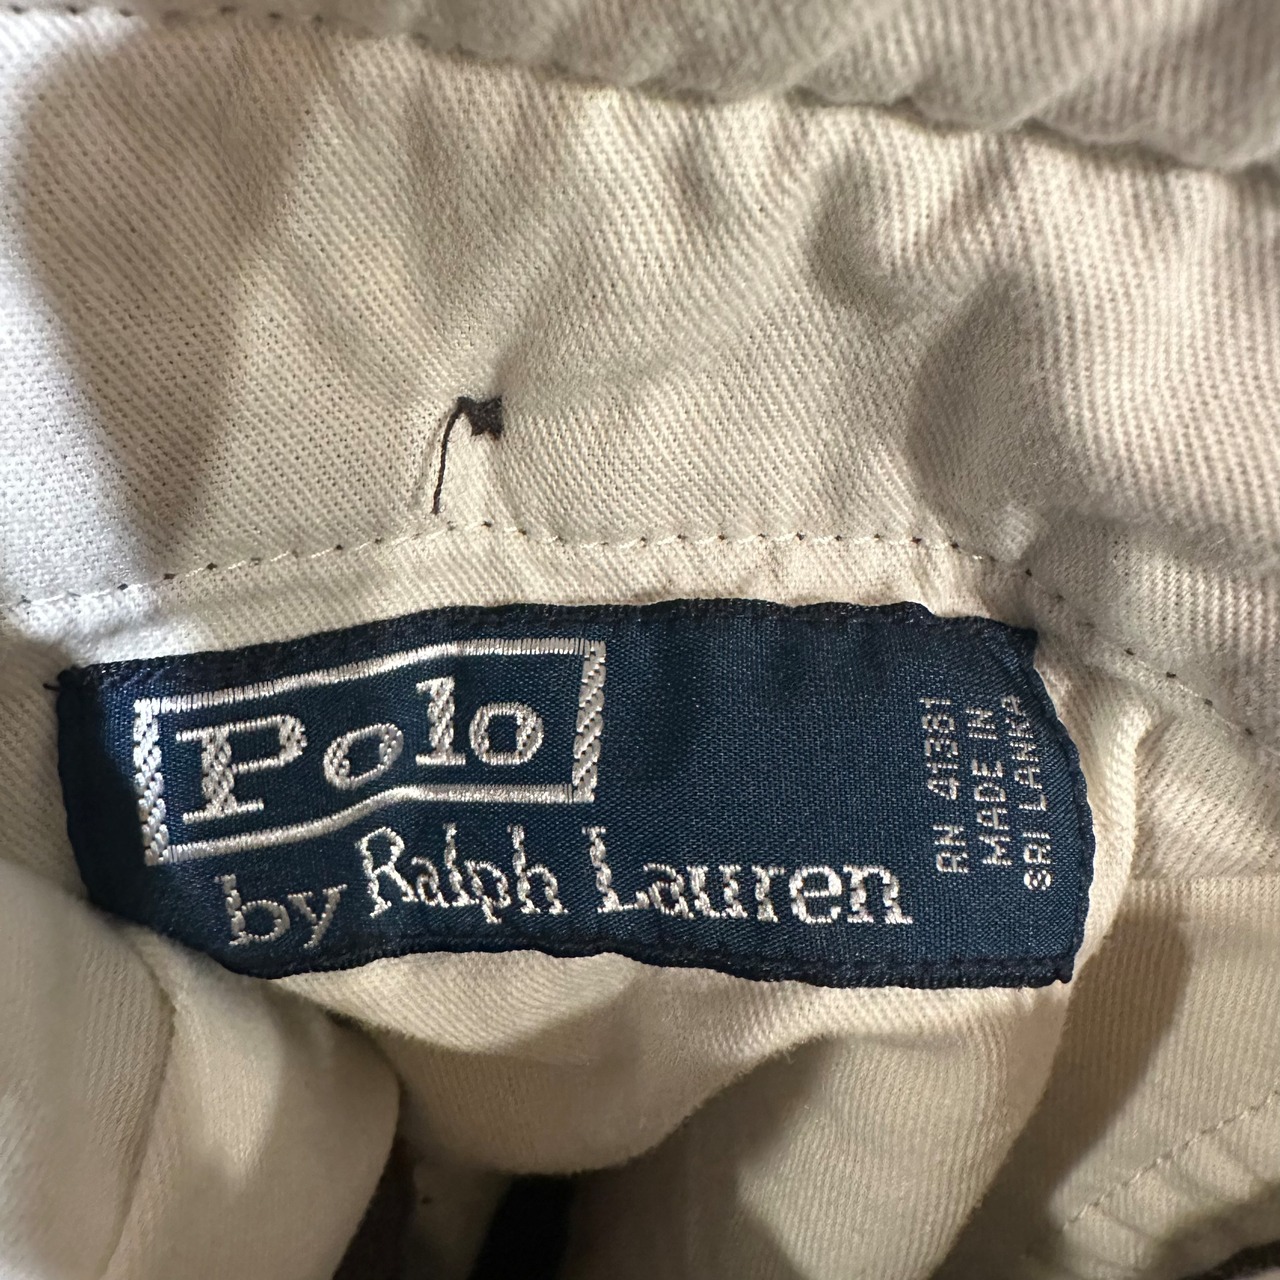 Polo
by Ralph Lauren
RN 41381
MADE IN
SRI LANKA